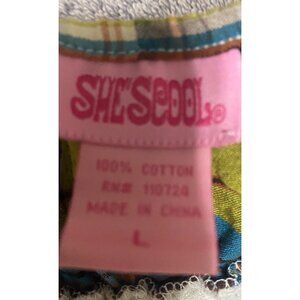 SHE'SCOOL®
100% COTTON
RN# 110724
MADE IN CHINA
L